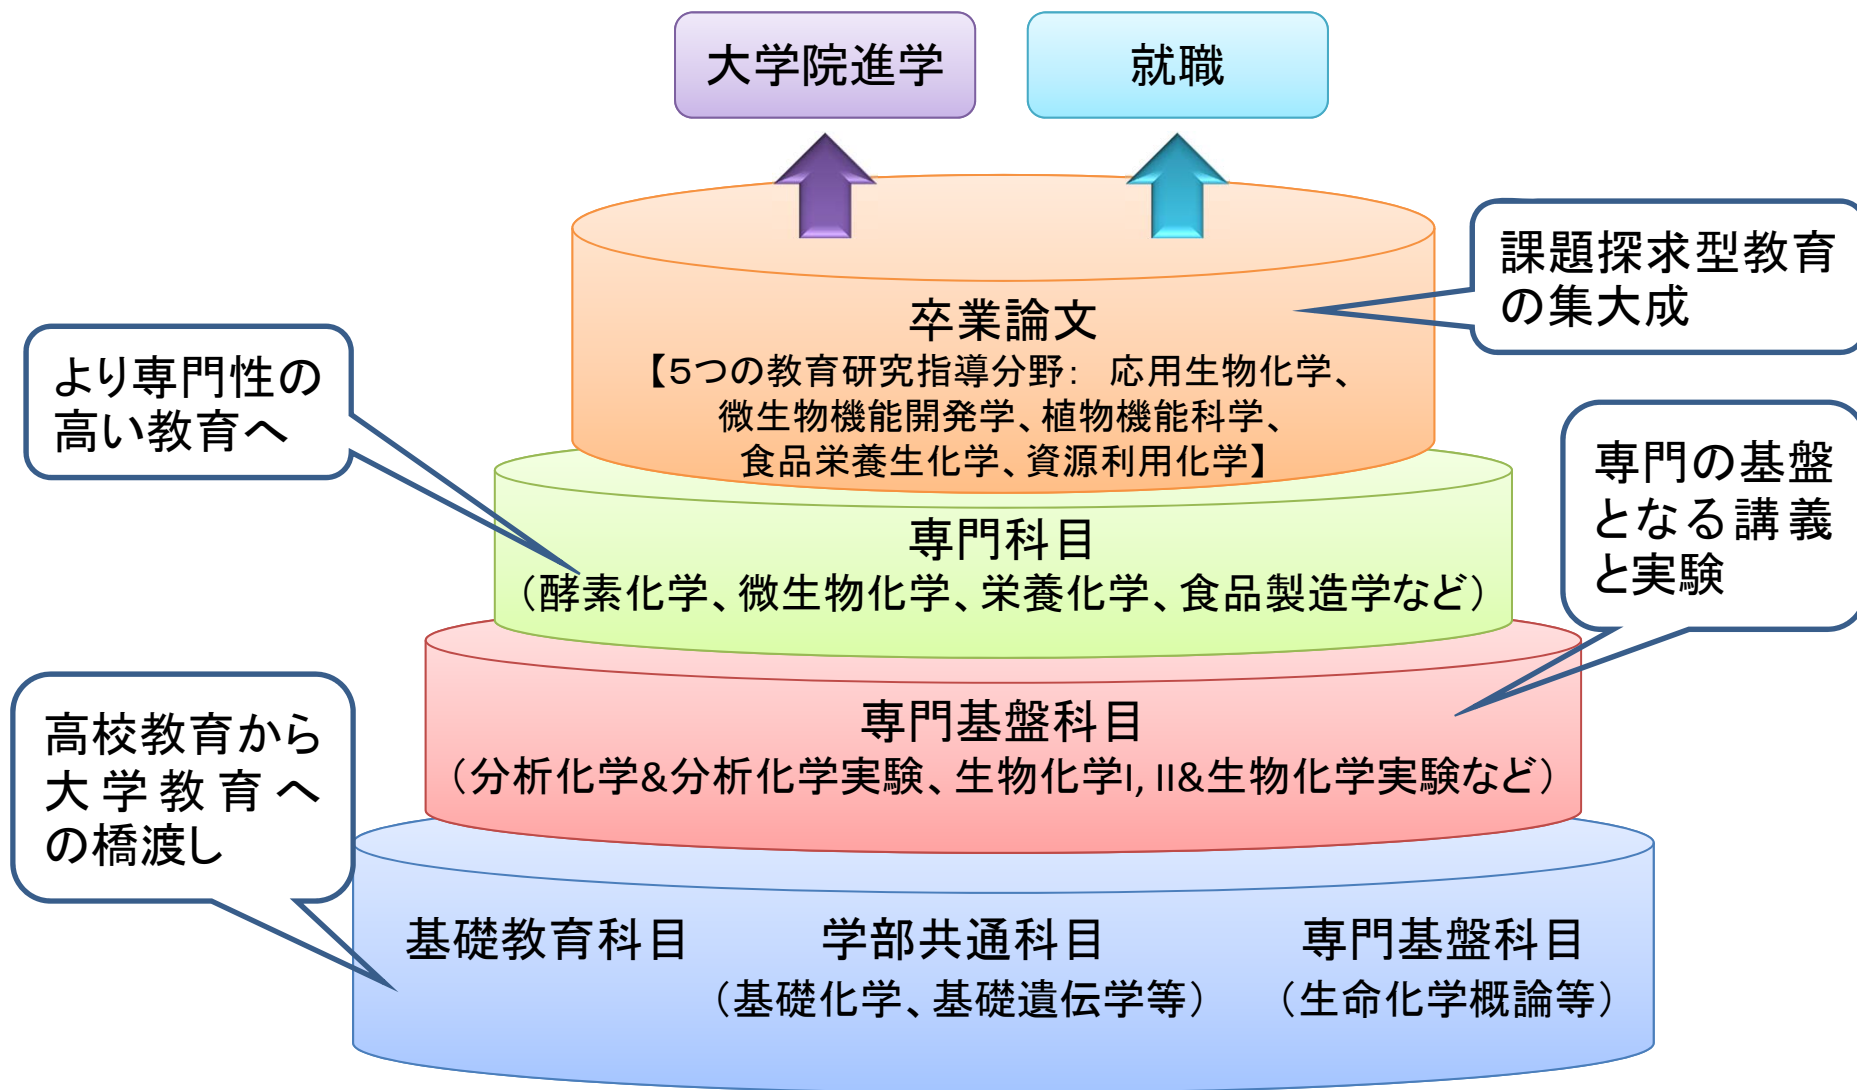 大学院進学
就職
課題探求型教育
の集大成
卒業論文
【5つの教育研究指導分野： 応用生物化学、
微生物機能開発学、植物機能科学、
食品栄養生化学、資源利用化学】
より専門性の
高い教育へ
専門の基盤
となる講義
と実験
専門科目
（酵素化学、微生物化学、栄養化学、食品製造学など）
専門基盤科目
（分析化学&分析化学実験、生物化学I, II&生物化学実験など）
高校教育から
大学教育へ
の橋渡し
基礎教育科目
学部共通科目
（基礎化学、基礎遺伝学等）
専門基盤科目
（生命化学概論等）